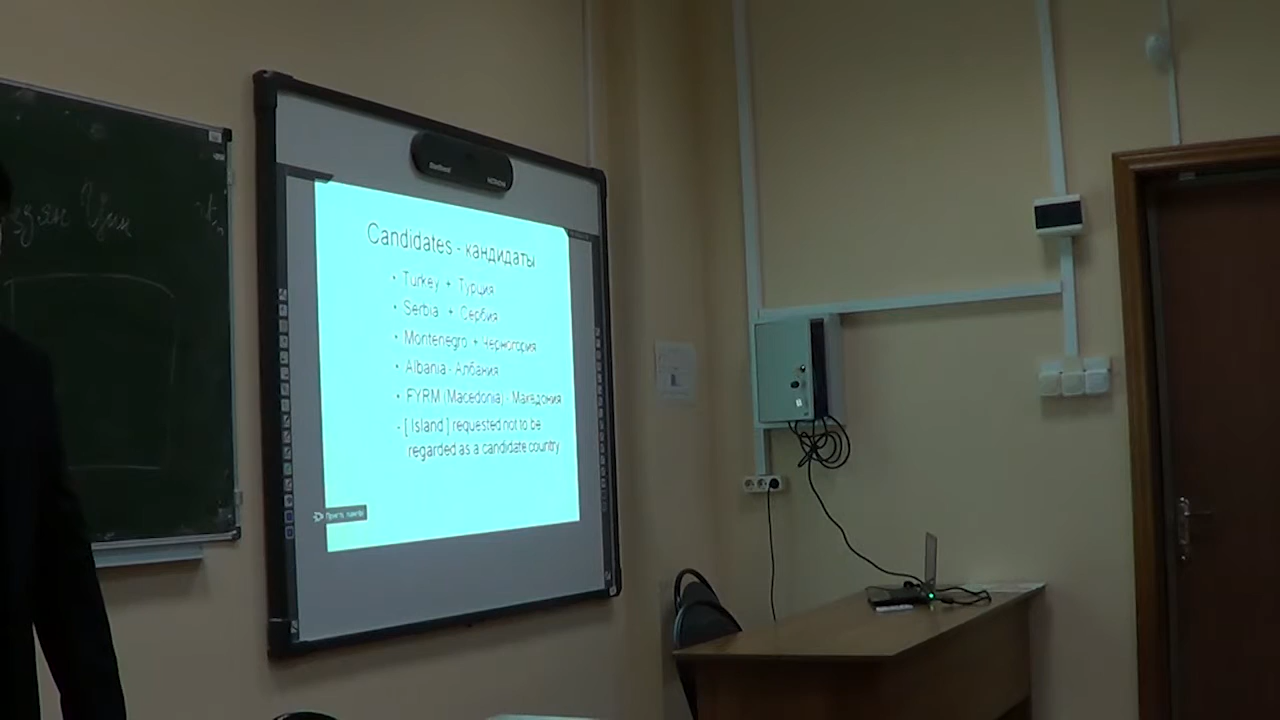 Candidates - кандидаты
• Turkey + Турция
• Serbia + Сербия
• Montenegro + Черногория
• Albania - Албания
• FYRM (Macedonia) - Македония
• [ Island ] requested not to be
regarded as a candidate country
HITACHI